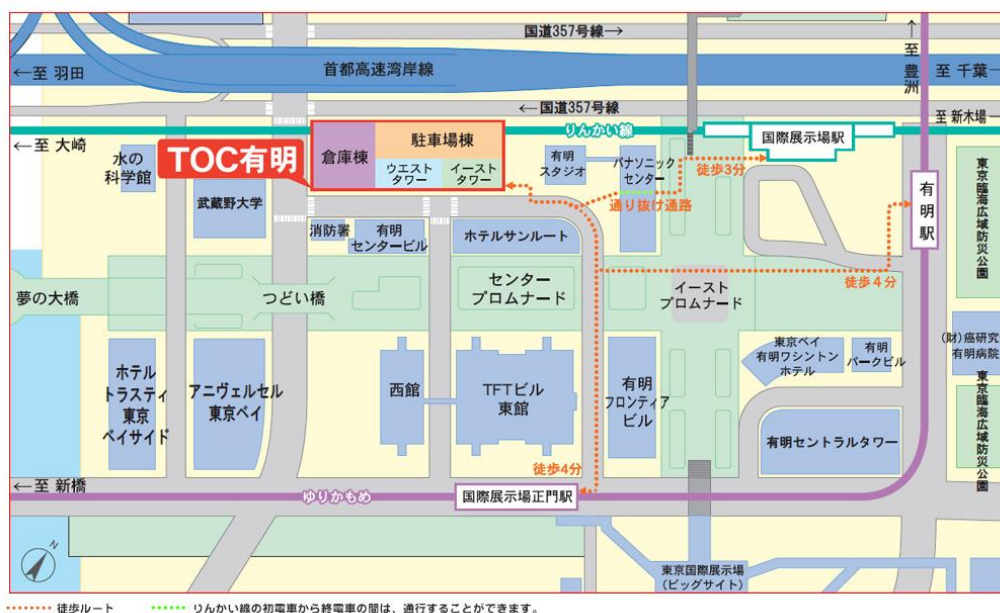 国道357号線→
←至 羽田
首都高速湾岸線
↑至 豊洲
至 千葉→
←国道357号線
←至 大崎
りんかい線
国際展示場駅
至 新木場→
水の
科学館
TOC有明
倉庫棟
駐車場棟
ウエスト
タワー
イースト
タワー
有明
スタジオ
パナソニック
センター
徒歩3分
通り抜け通路
武蔵野大学
消防署
有明
センタービル
ホテルサンルート
有明駅
東京臨海広域防災公園
徒歩4分
夢の大橋
つどい橋
センター
プロムナード
イースト
プロムナード
(財)癌研究
有明病院
ホテル
トラスティ
東京
ベイサイド
アニヴェルセル
東京ベイ
西館
TFTビル
東館
有明
フロンティア
ビル
東京ベイ
有明ワシントン
ホテル
有明
パークビル
東京臨海広域防災公園
有明セントラルタワー
徒歩4分
←至 新橋
ゆりかもめ
国際展示場正門駅
N
東京国際展示場
(ビッグサイト)
徒歩ルート
りんかい線の初電車から終電車の間は、通行することができます。